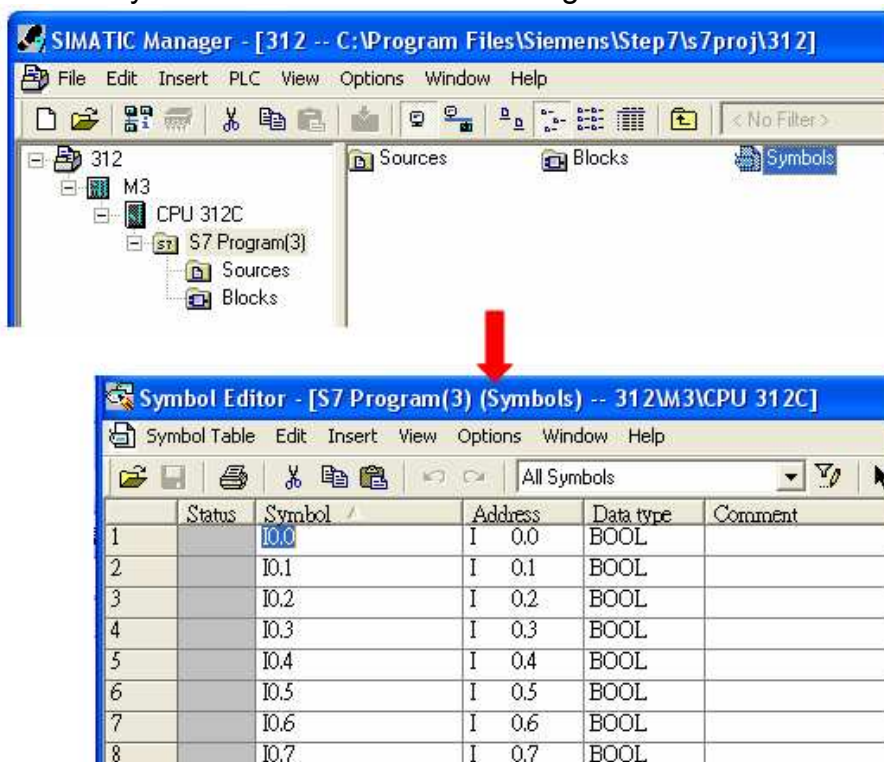 SIMATIC Manager - [312 -- C:\Program Files\Siemens\Step7\s7proj\312]
File Edit Insert PLC View Options Window Help
< No Filter >
312
M3
CPU 312C
S7 Program(3)
Sources
Blocks
Sources Blocks Symbols
Symbol Editor - [S7 Program(3) (Symbols) -- 312\M3\CPU 312C]
Symbol Table Edit Insert View Options Window Help
All Symbols
Status Symbol Address Data type Comment
1 I0.0 I 0.0 BOOL
2 I0.1 I 0.1 BOOL
3 I0.2 I 0.2 BOOL
4 I0.3 I 0.3 BOOL
5 I0.4 I 0.4 BOOL
6 I0.5 I 0.5 BOOL
7 I0.6 I 0.6 BOOL
8 I0.7 I 0.7 BOOL